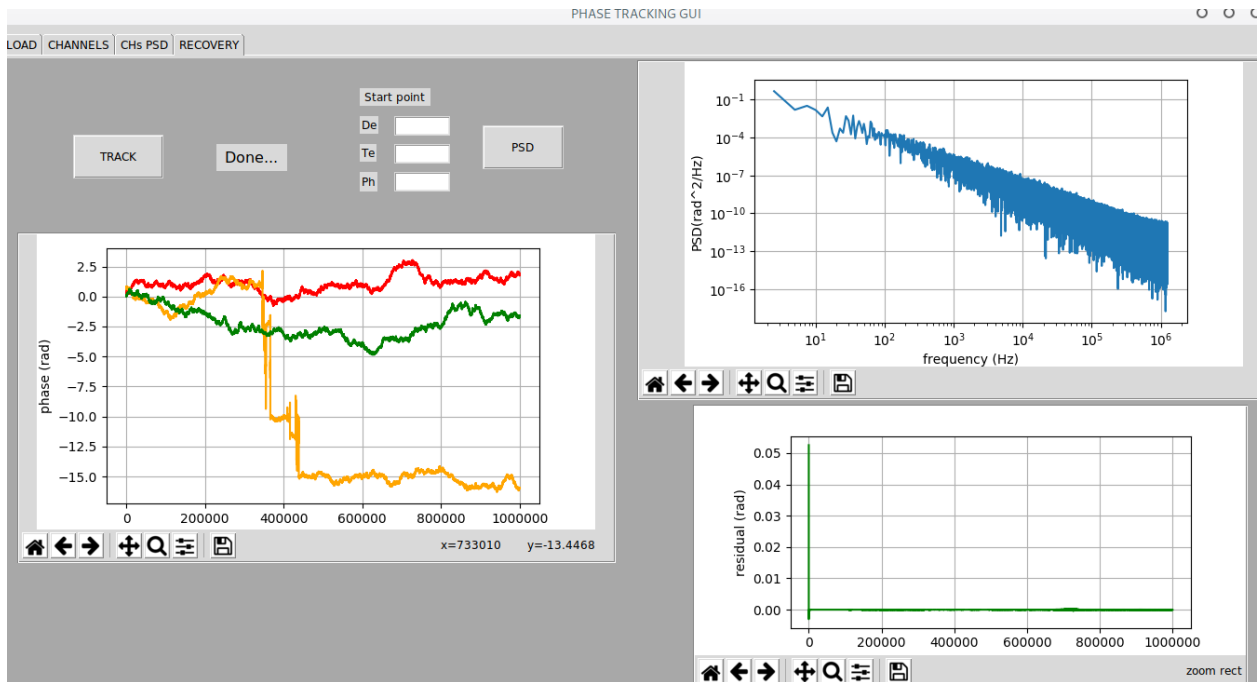 PHASE TRACKING GUI
LOAD CHANNELS CHs PSD RECOVERY
TRACK
Done...
Start point
De
Te
Ph
PSD
10^-1
10^-4
10^-7
10^-10
10^-13
10^-16
PSD(rad^2/Hz)
10^1 10^2 10^3 10^4 10^5 10^6
frequency (Hz)
2.5
0.0
−2.5
−5.0
−7.5
−10.0
−12.5
−15.0
phase (rad)
0 200000 400000 600000 800000 1000000
x=733010 y=-13.4468
0.05
0.04
0.03
0.02
0.01
0.00
residual (rad)
0 200000 400000 600000 800000 1000000
zoom rect